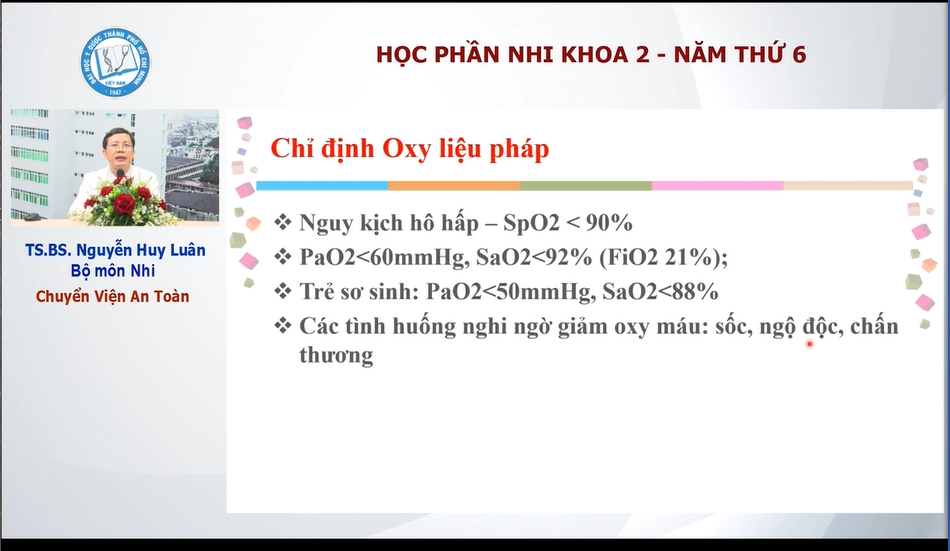 ĐẠI HỌC Y DƯỢC THÀNH PHỐ HỒ CHÍ MINH
VIỆT NAM
1947
HỌC PHẦN NHI KHOA 2 - NĂM THỨ 6
TS.BS. Nguyễn Huy Luân
Bộ môn Nhi
Chuyển Viện An Toàn
Chỉ định Oxy liệu pháp
❖ Nguy kịch hô hấp – SpO2 < 90%
❖ PaO2<60mmHg, SaO2<92% (FiO2 21%);
❖ Trẻ sơ sinh: PaO2<50mmHg, SaO2<88%
❖ Các tình huống nghi ngờ giảm oxy máu: sốc, ngộ độc, chấn
thương